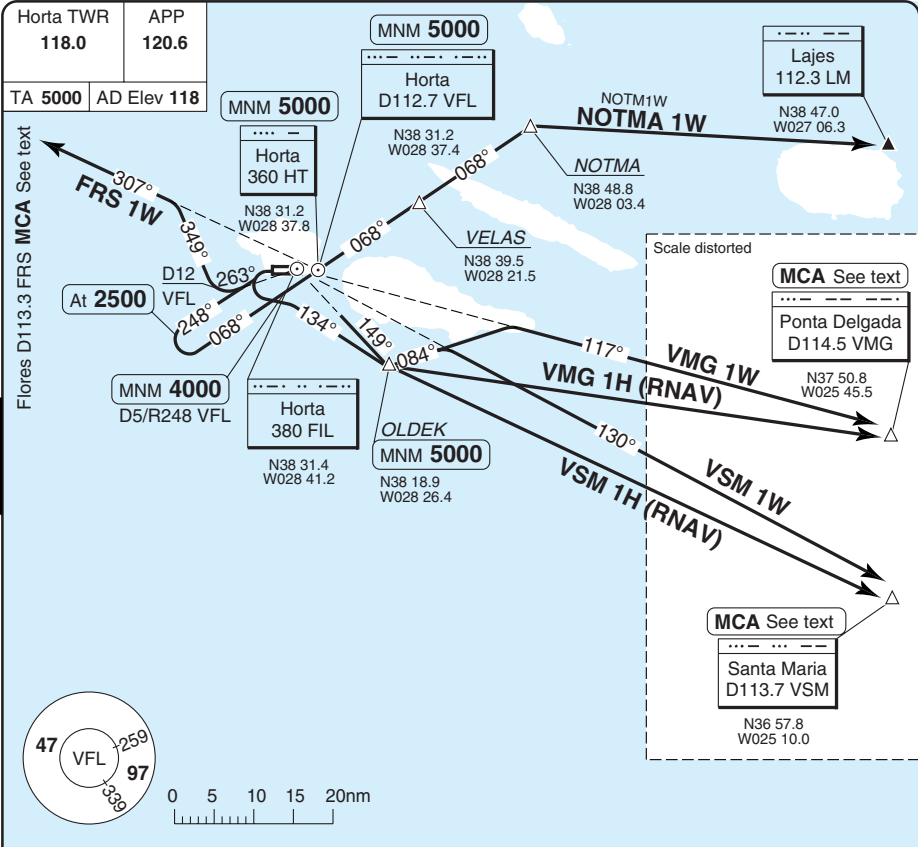 Horta TWR
118.0
APP
120.6
TA 5000
AD Elev 118
MNM 5000
Horta
D112.7 VFL
N38 31.2
W028 37.4
MNM 5000
Horta
360 HT
N38 31.2
W028 37.8
Lajes
112.3 LM
N38 47.0
W027 06.3
NOTM1W
NOTMA 1W
NOTMA
N38 48.8
W028 03.4
068°
VELAS
N38 39.5
W028 21.5
068°
Flores D113.3 FRS MCA See text
307°
FRS 1W
349°
D12
VFL
263°
At 2500
248°
068°
134°
149°
084°
MNM 4000
D5/R248 VFL
Horta
380 FIL
N38 31.4
W028 41.2
OLDEK
MNM 5000
N38 18.9
W028 26.4
Scale distorted
MCA See text
Ponta Delgada
D114.5 VMG
N37 50.8
W025 45.5
117°
VMG 1W
VMG 1H (RNAV)
130°
VSM 1W
VSM 1H (RNAV)
MCA See text
Santa Maria
D113.7 VSM
N36 57.8
W025 10.0
47
VFL
259
97
339
0 5 10 15 20nm